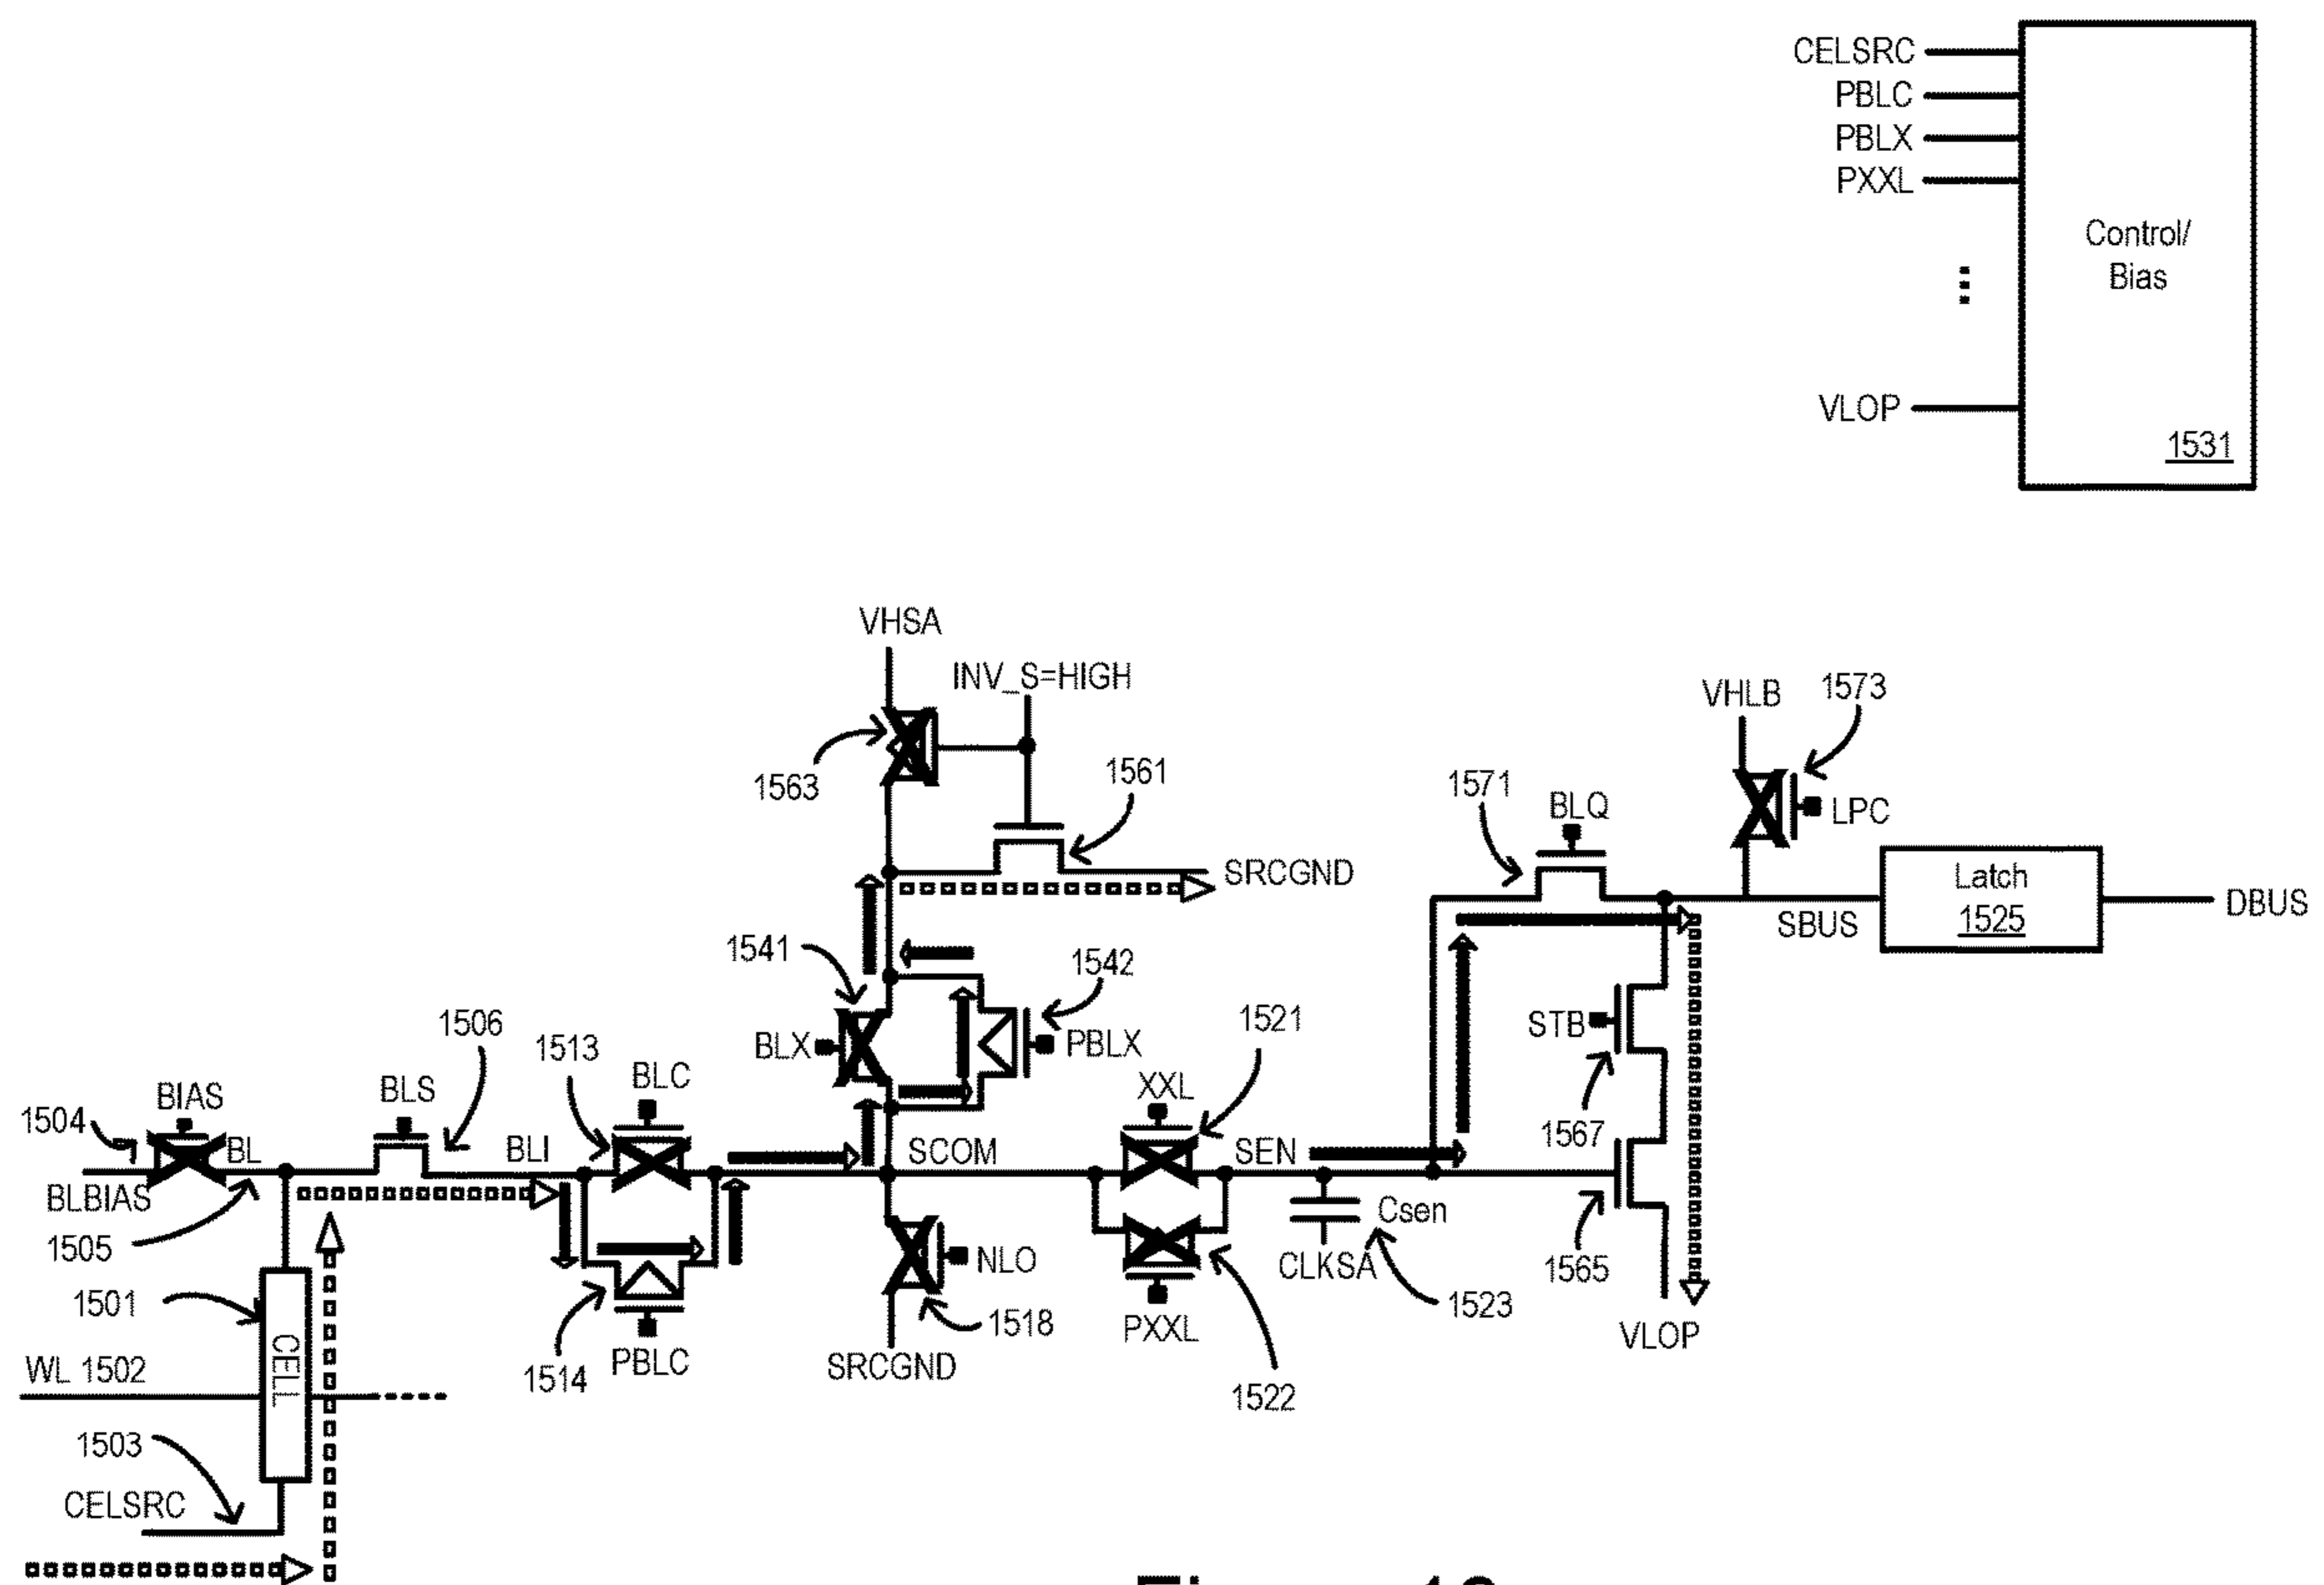 CELSRC
PBLC
PBLX
PXXL
Control/
Bias
VLOP
1531
VHSA
INV_S=HIGH
VHLB
1573
1563
1561
1571
BLQ
LPC
SRCGND
Latch
1525
SBUS
DBUS
1541
1542
1506
1513
BLX
PBLX
1521
STB
1504
BIAS
BLS
BLC
XXL
BL
BLI
SCOM
SEN
1567
BLBIAS
1505
NLO
Csen
CLKSA
1565
1501
1514
PBLC
1518
SRCGND
PXXL
1523
VLOP
CELL
WL 1502
1522
1503
CELSRC